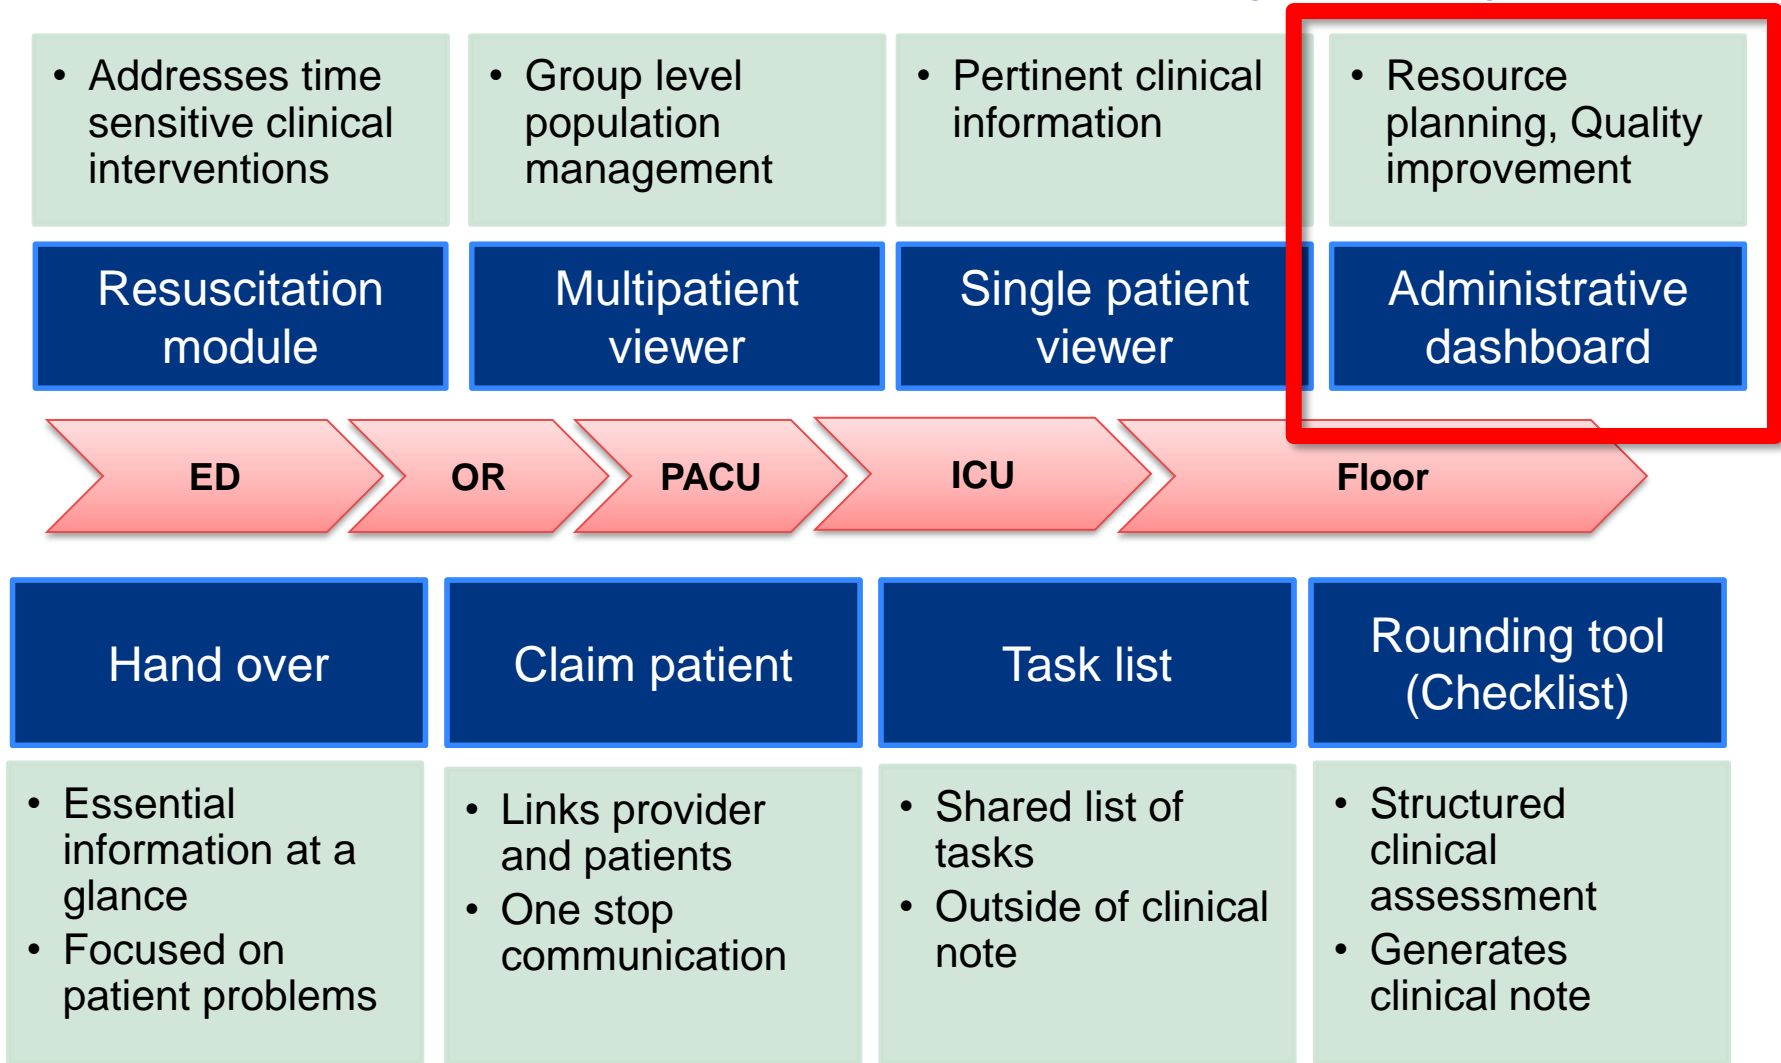 • Addresses time
sensitive clinical
interventions
• Group level
population
management
• Pertinent clinical
information
• Resource
planning, Quality
improvement
Resuscitation
module
Multipatient
viewer
Single patient
viewer
Administrative
dashboard
ED
OR
PACU
ICU
Floor
Hand over
Claim patient
Task list
Rounding tool
(Checklist)
• Essential
information at a
glance
• Focused on
patient problems
• Links provider
and patients
• One stop
communication
• Shared list of
tasks
• Outside of clinical
note
• Structured
clinical
assessment
• Generates
clinical note